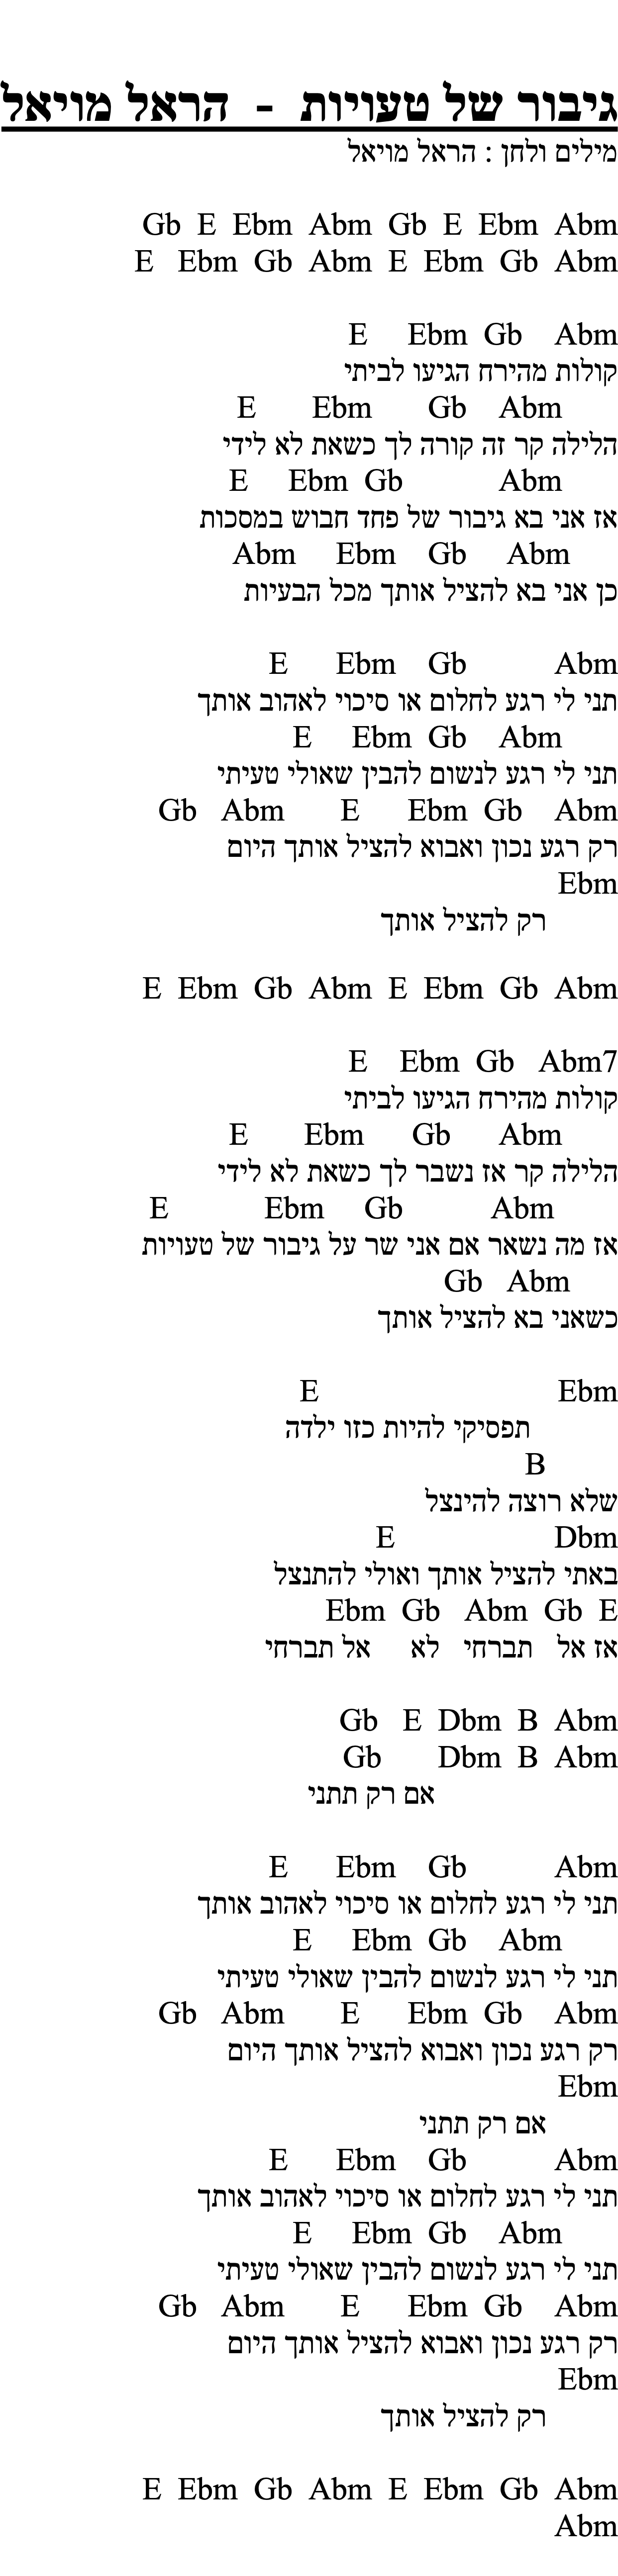 גיבור של טעויות - הראל מויאל
מילים ולחן : הראל מויאל
Gb E Ebm Abm Gb E Ebm Abm
E Ebm Gb Abm E Ebm Gb Abm
E Ebm Gb Abm
קולות מהירח הגיעו לביתי
E Ebm Gb Abm
הלילה קר זה קורה לך כשאת לא לידי
E Ebm Gb Abm
אז אני בא גיבור של פחד חבוש במסכות
Abm Ebm Gb Abm
כן אני בא להציל אותך מכל הבעיות
E Ebm Gb Abm
תני לי רגע לחלום או סיכוי לאהוב אותך
E Ebm Gb Abm
תני לי רגע לנשום להבין שאולי טעיתי
Gb Abm E Ebm Gb Abm
רק רגע נכון ואבוא להציל אותך היום
Ebm
רק להציל אותך
E Ebm Gb Abm E Ebm Gb Abm
E Ebm Gb Abm7
קולות מהירח הגיעו לביתי
E Ebm Gb Abm
הלילה קר אז נשבר לך כשאת לא לידי
E Ebm Gb Abm
אז מה נשאר אם אני שר על גיבור של טעויות
Gb Abm
כשאני בא להציל אותך
E Ebm
תפסיקי להיות כזו ילדה
B
שלא רוצה להינצל
E Dbm
באתי להציל אותך ואולי להתנצל
Ebm Gb Abm Gb E
אז אל תברחי לא אל תברחי
Gb E Dbm B Abm
Gb Dbm B Abm
אם רק תתני
E Ebm Gb Abm
תני לי רגע לחלום או סיכוי לאהוב אותך
E Ebm Gb Abm
תני לי רגע לנשום להבין שאולי טעיתי
Gb Abm E Ebm Gb Abm
רק רגע נכון ואבוא להציל אותך היום
Ebm
אם רק תתני
E Ebm Gb Abm
תני לי רגע לחלום או סיכוי לאהוב אותך
E Ebm Gb Abm
תני לי רגע לנשום להבין שאולי טעיתי
Gb Abm E Ebm Gb Abm
רק רגע נכון ואבוא להציל אותך היום
Ebm
רק להציל אותך
E Ebm Gb Abm E Ebm Gb Abm
Abm